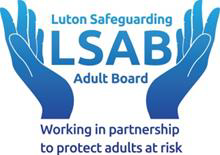 Luton Safeguarding
LSAB
Adult Board
Working in partnership
to protect adults at risk